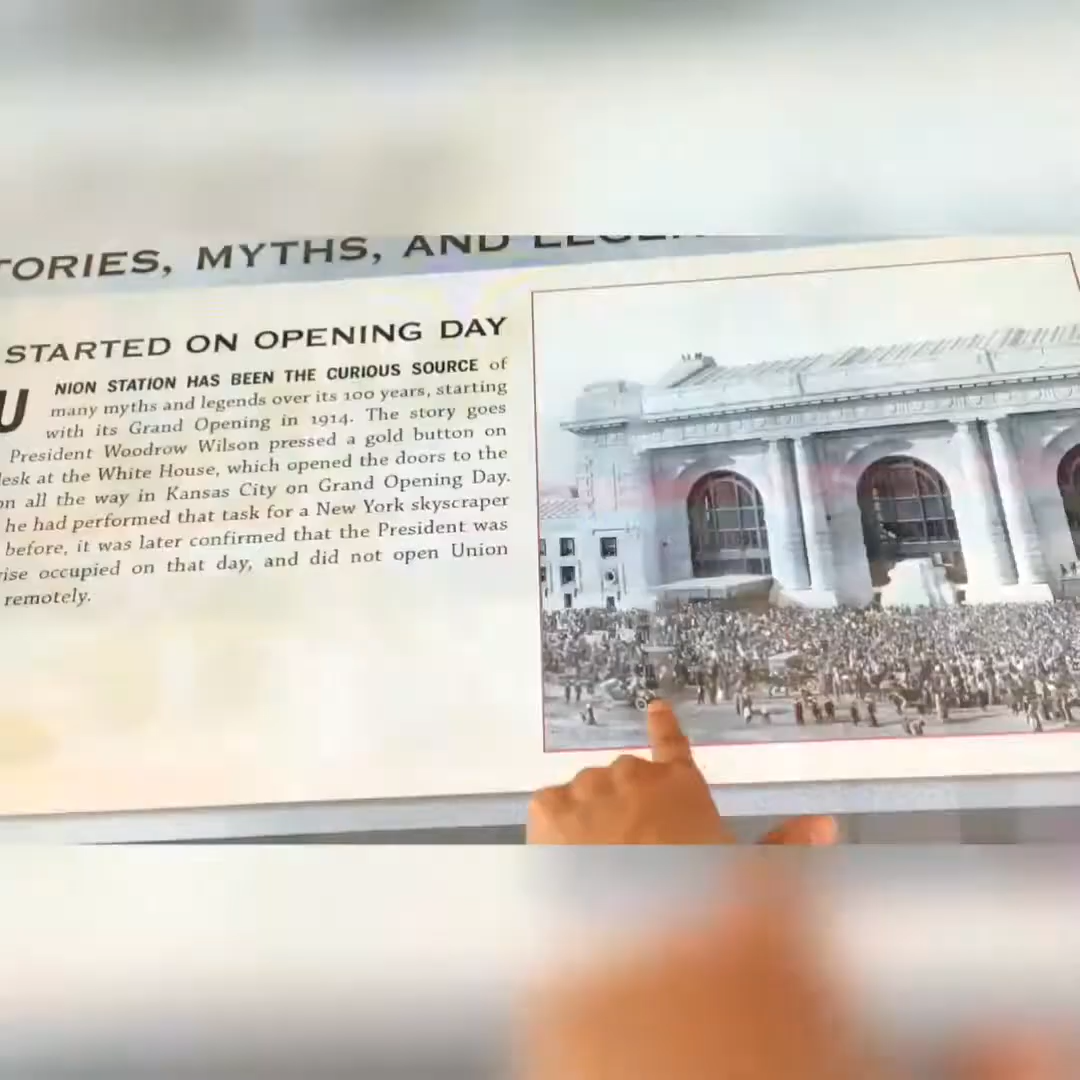 TORIES, MYTHS, AND
STARTED ON OPENING DAY
UNION STATION HAS BEEN THE CURIOUS SOURCE of
many myths and legends over its 100 years, starting
with its Grand Opening in 1914. The story goes
President Woodrow Wilson pressed a gold button on
desk at the White House, which opened the doors to the
on all the way in Kansas City on Grand Opening Day.
he had performed that task for a New York skyscraper
before, it was later confirmed that the President was
ise occupied on that day, and did not open Union
remotely.